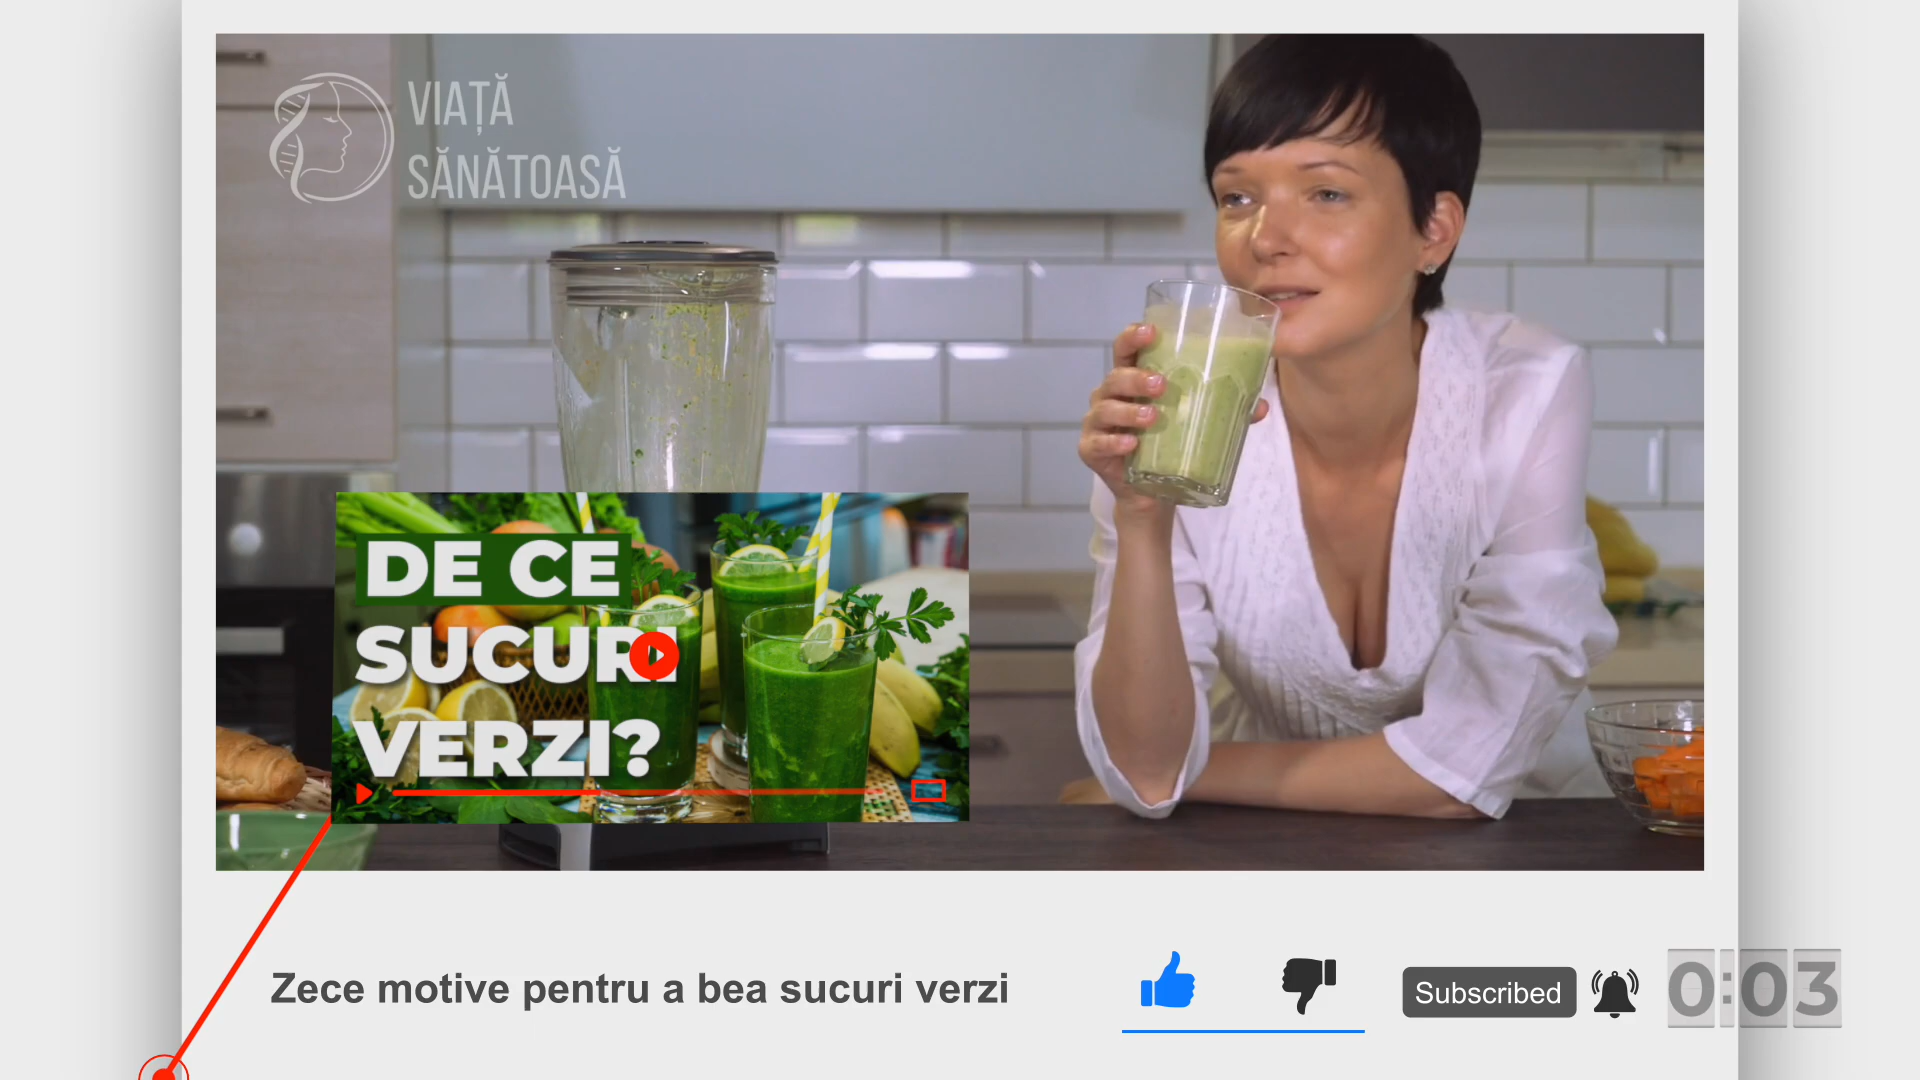 VIAȚĂ
SĂNĂTOASĂ
DE CE
SUCURI
VERZI?
Zece motive pentru a bea sucuri verzi
Subscribed
0:03